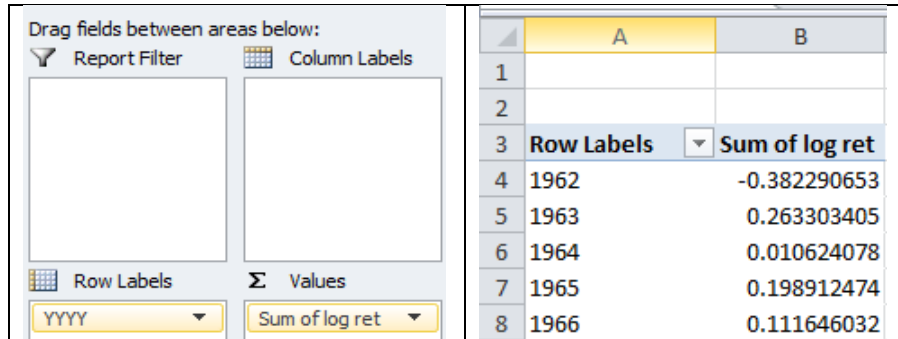 Drag fields between areas below:
Report Filter Column Labels
Row Labels Σ Values
YYYY Sum of log ret
A B
1
2
3 Row Labels Sum of log ret
4 1962 -0.382290653
5 1963 0.263303405
6 1964 0.010624078
7 1965 0.198912474
8 1966 0.111646032